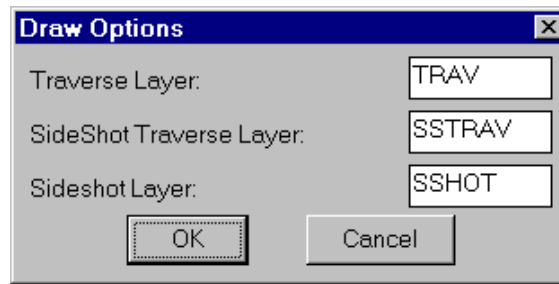 Draw Options
Traverse Layer: TRAV
SideShot Traverse Layer: SSTRAV
Sideshot Layer: SSHOT
OK Cancel